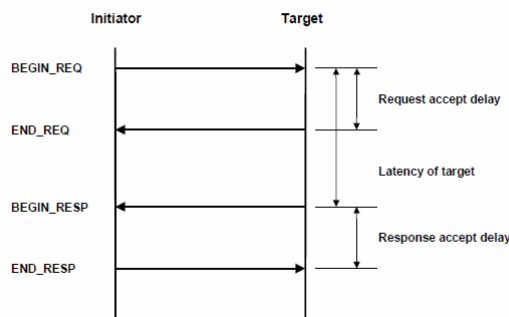 Initiator
Target
BEGIN_REQ
Request accept delay
END_REQ
Latency of target
BEGIN_RESP
Response accept delay
END_RESP